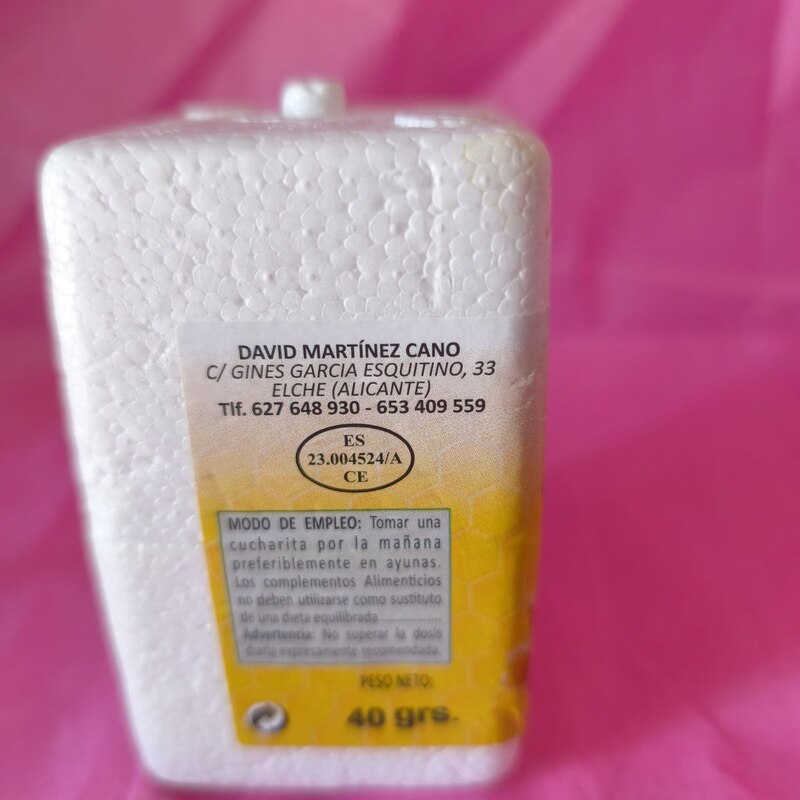 DAVID MARTÍNEZ CANO
C/ GINES GARCIA ESQUITINO, 33
ELCHE (ALICANTE)
Tlf. 627 648 930 - 653 409 559
ES
23.004524/A
CE
MODO DE EMPLEO: Tomar una
cucharita por la mañana
preferiblemente en ayunas.
Los complementos Alimenticios
no deben utilizarse como sustituto
de una dieta equilibrada
Advertencia: No superar la dosis
diaria expresamente recomendada.
PESO NETO:
40 grs.